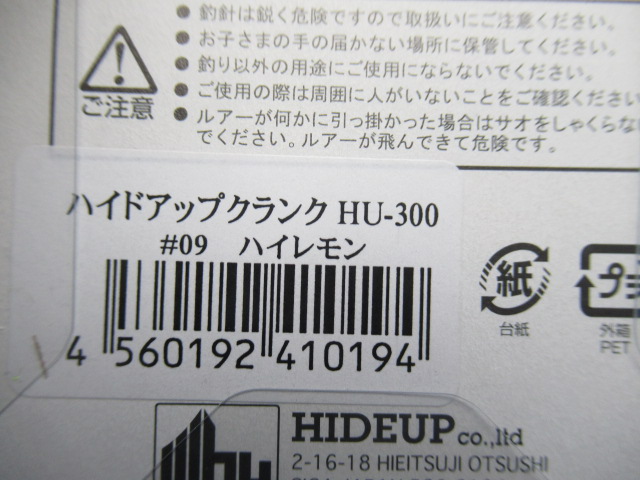 ● 釣針は鋭く危険ですので取扱いにご注意ください。
● お子さまの手の届かない場所に保管してください。
● 釣り以外の用途にご使用にならないでください。
● ご使用の際は周囲に人がいないことをご確認くださ
● ルアーが何かに引っ掛かった場合はサオをしゃくらな
でください。ルアーが飛んできて危険です。
ご注意
ハイドアップクランク HU-300
#09 ハイレモン
4 560192 410194
紙
台紙
プ
外箱
PET
HIDEUP co.,ltd
2-16-18 HIEITSUJI OTSUSHI